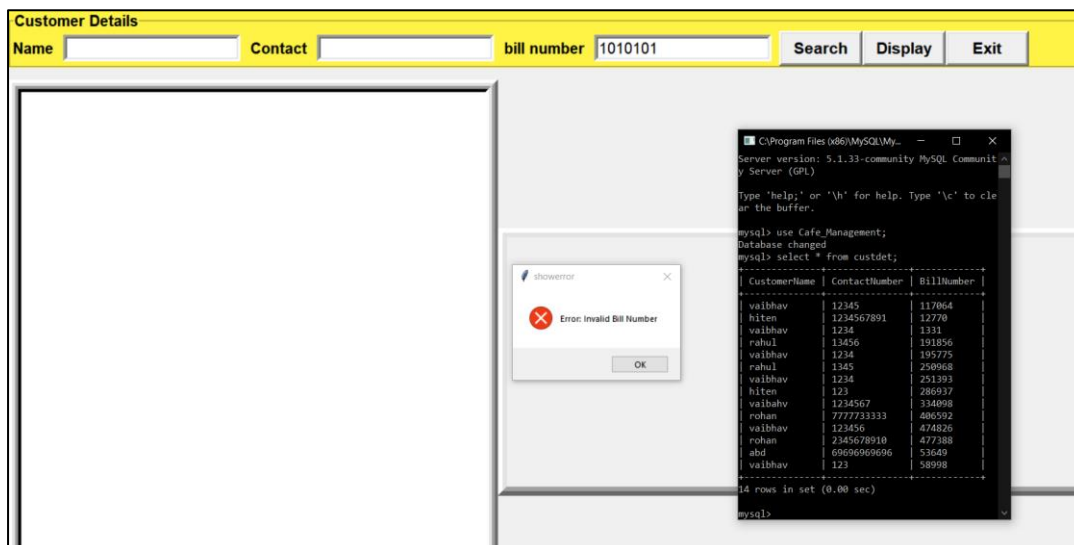 Customer Details
Name Contact bill number 1010101 Search Display Exit
C:\Program Files (x86)\MySQL\My...
Server version: 5.1.33-community MySQL Communit
y Server (GPL)
Type 'help;' or '\h' for help. Type '\c' to cle
ar the buffer.
mysql> use Cafe_Management;
Database changed
mysql> select * from custdet;
+--------------+---------------+------------+
| CustomerName | ContactNumber | BillNumber |
+--------------+---------------+------------+
| vaibhav | 12345 | 117064 |
| hiten | 1234567891 | 12770 |
| vaibhav | 1234 | 1331 |
| rahul | 13456 | 191856 |
| vaibhav | 1234 | 195775 |
| rahul | 1345 | 250968 |
| vaibhav | 1234 | 251393 |
| hiten | 123 | 286937 |
| vaibahv | 1234567 | 334098 |
| rohan | 7777733333 | 406592 |
| vaibhav | 123456 | 474826 |
| rohan | 2345678910 | 477388 |
| abd | 69696969696 | 53649 |
| vaibhav | 123 | 58998 |
+--------------+---------------+------------+
14 rows in set (0.00 sec)
mysql>
showerror
Error: Invalid Bill Number
OK